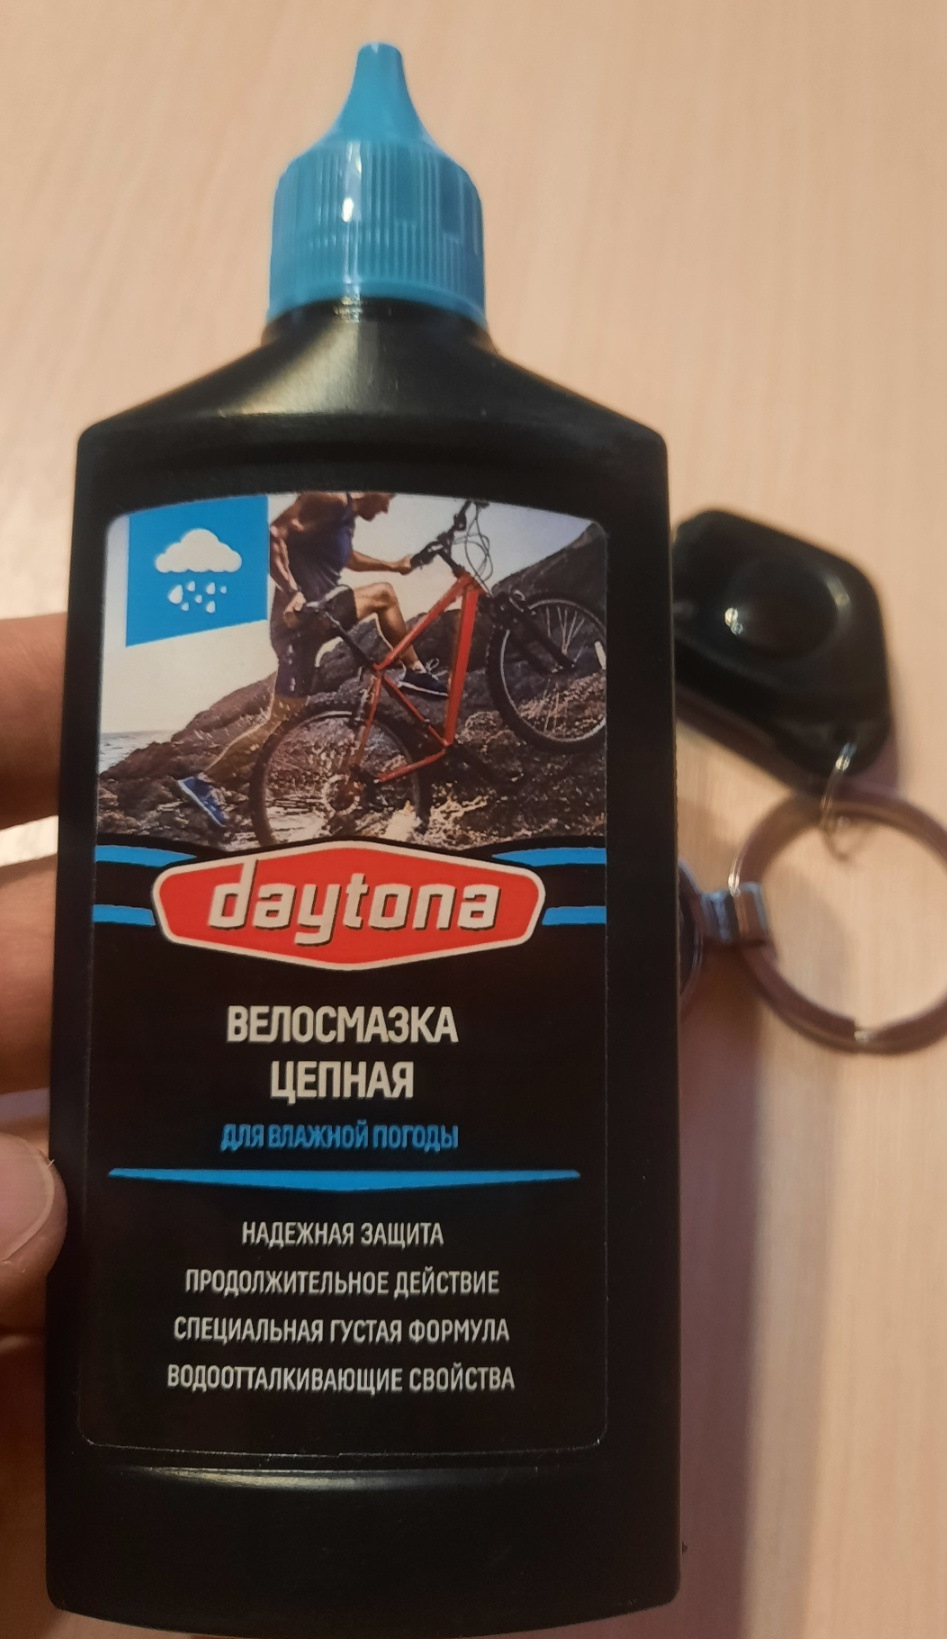 daytona
ВЕЛОСМАЗКА
ЦЕПНАЯ
ДЛЯ ВЛАЖНОЙ ПОГОДЫ
НАДЕЖНАЯ ЗАЩИТА
ПРОДОЛЖИТЕЛЬНОЕ ДЕЙСТВИЕ
СПЕЦИАЛЬНАЯ ГУСТАЯ ФОРМУЛА
ВОДООТТАЛКИВАЮЩИЕ СВОЙСТВА